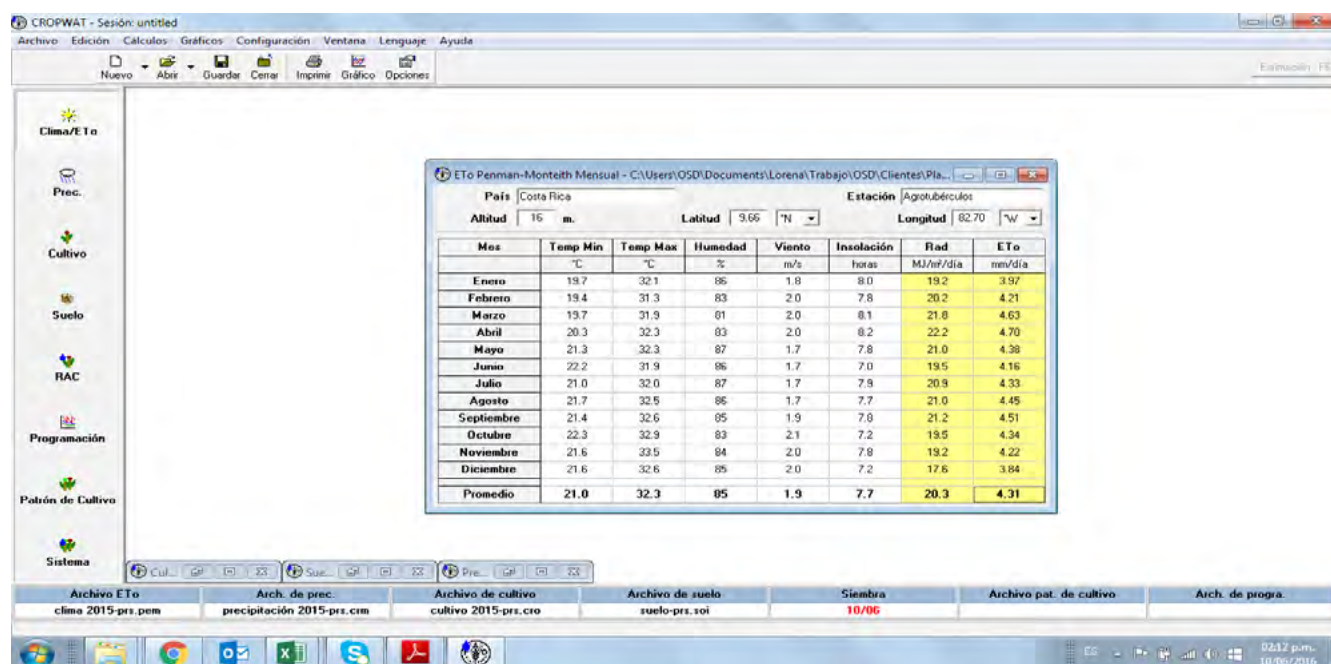 CROPWAT - Sesión: untitled
Archivo Edición Cálculos Gráficos Configuración Ventana Lenguaje Ayuda
Nuevo Abrir Guardar Cerrar Imprimir Gráfico Opciones
Clima/ETo
Prec.
Cultivo
Suelo
RAC
Programación
Patrón de Cultivo
Sistema
ETo Penman-Monteith Mensual - C:\Users\OSD\Documents\Lorena\Trabajo\OSD\Clientes\Pla...
País Costa Rica Estación Agrotubérculos
Altitud 16 m. Latitud 9.66 °N Longitud 82.70 °W
Mes Temp Min Temp Max Humedad Viento Insolación Rad ETo
°C °C % m/s horas MJ/m²/día mm/día
Enero 19.7 32.1 86 1.8 8.0 19.2 3.97
Febrero 19.4 31.3 83 2.0 7.8 20.2 4.21
Marzo 19.7 31.9 81 2.0 8.1 21.8 4.63
Abril 20.3 32.3 83 2.0 8.2 22.2 4.70
Mayo 21.3 32.3 87 1.7 7.8 21.0 4.38
Junio 22.2 31.9 86 1.7 7.0 19.5 4.16
Julio 21.0 32.0 87 1.7 7.9 20.9 4.33
Agosto 21.7 32.5 86 1.7 7.7 21.0 4.45
Septiembre 21.4 32.6 85 1.9 7.8 21.2 4.51
Octubre 22.3 32.9 83 2.1 7.2 19.5 4.34
Noviembre 21.6 33.5 84 2.0 7.8 19.2 4.22
Diciembre 21.6 32.6 85 2.0 7.2 17.6 3.84
Promedio 21.0 32.3 85 1.9 7.7 20.3 4.31
Cul... Sue... Pre...
Archivo ETo Arch. de prec. Archivo de cultivo Archivo de suelo Siembra Archivo pat. de cultivo Arch. de progra.
clima 2015-prs.pem precipitación 2015-prs.crm cultivo 2015-prs.cro suelo-prs.soi 10/06
ES 02:12 p.m.
10/06/2016